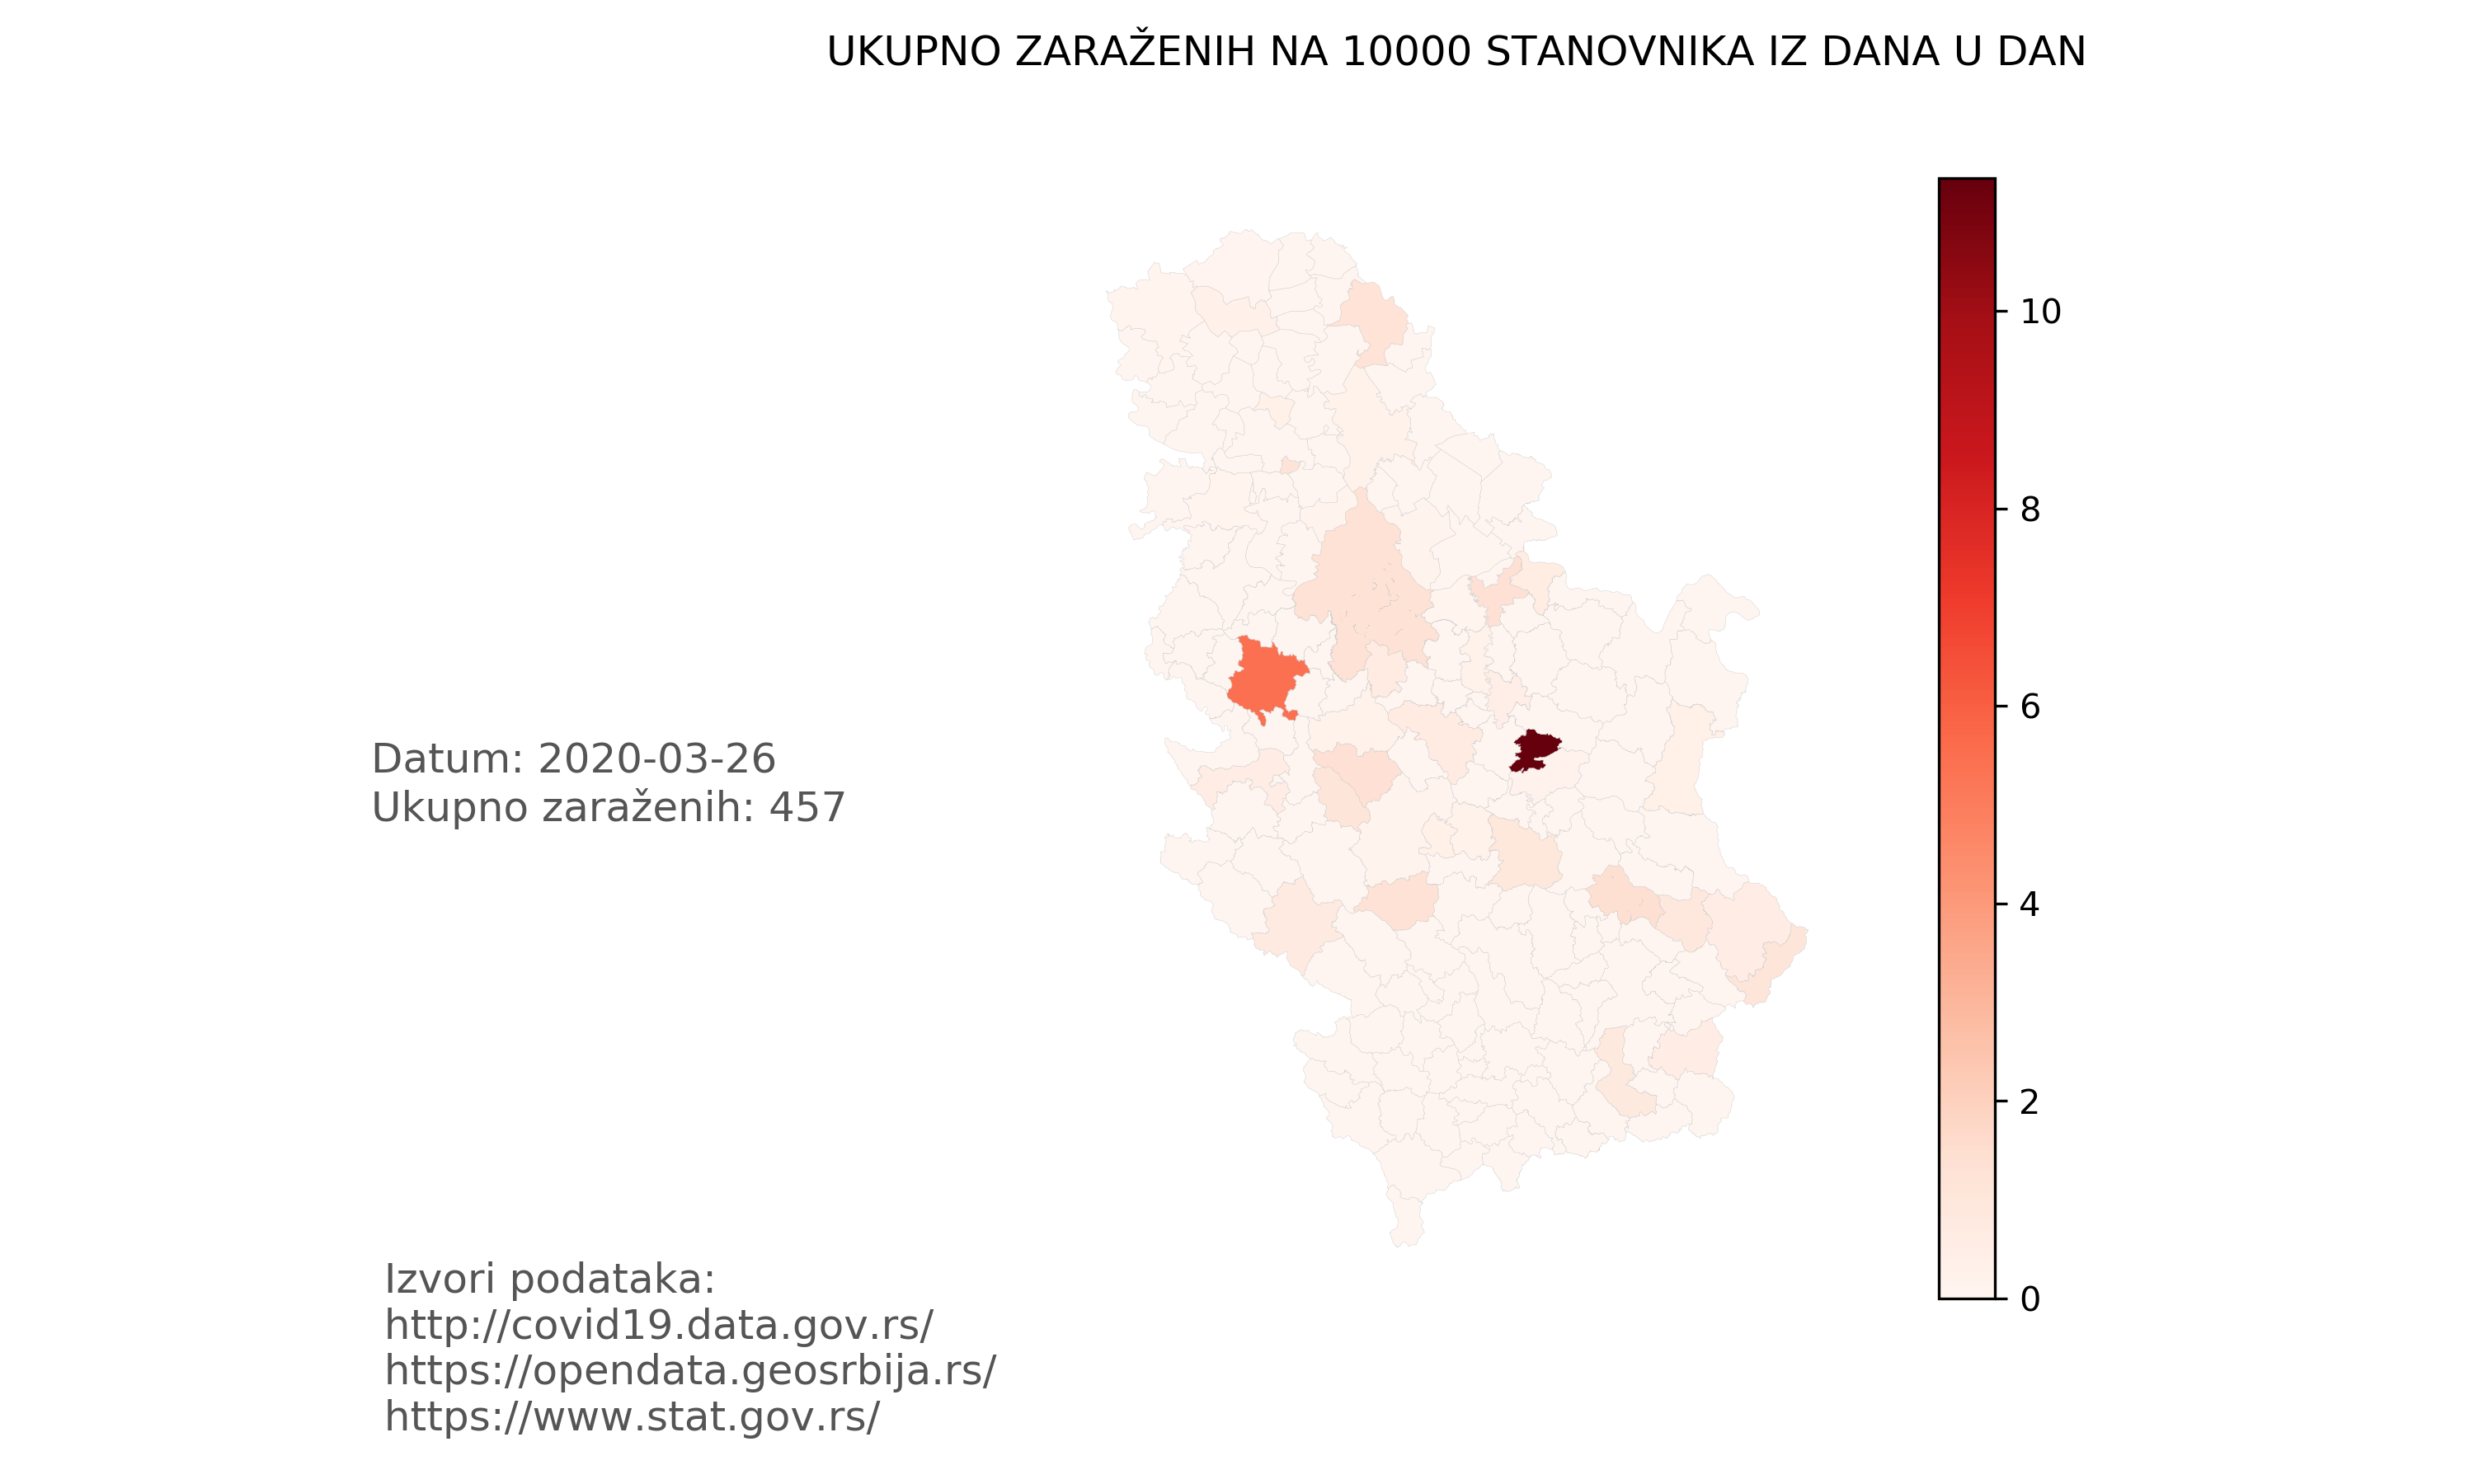 UKUPNO ZARAŽENIH NA 10000 STANOVNIKA IZ DANA U DAN
10
8
6
4
2
0
Datum: 2020-03-26
Ukupno zaraženih: 457
Izvori podataka:
http://covid19.data.gov.rs/
https://opendata.geosrbija.rs/
https://www.stat.gov.rs/